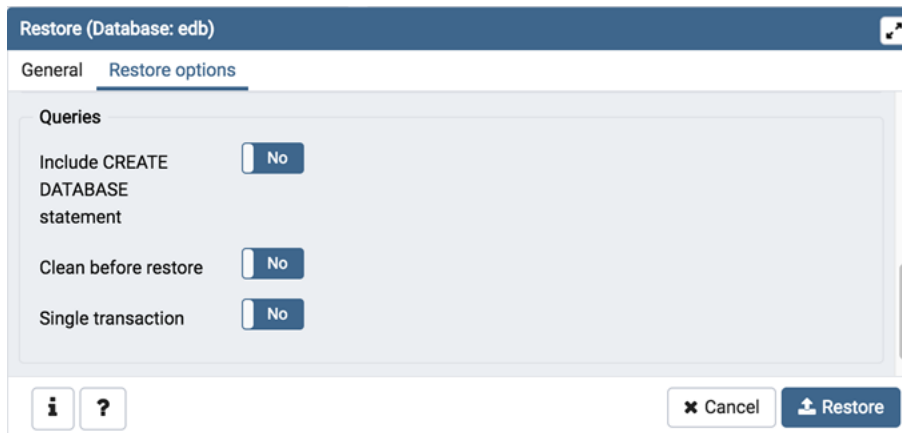 Restore (Database: edb)
General Restore options
Queries
Include CREATE
DATABASE
statement
No
Clean before restore
No
Single transaction
No
i ?
Cancel Restore